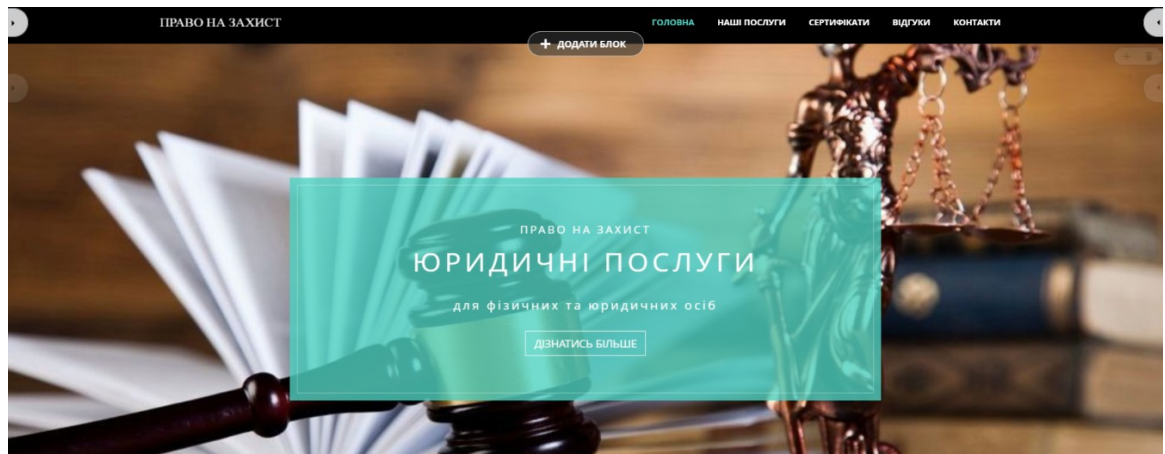 ПРАВО НА ЗАХИСТ
ГОЛОВНА НАШІ ПОСЛУГИ СЕРТИФІКАТИ ВІДГУКИ КОНТАКТИ
+ ДОДАТИ БЛОК
ПРАВО НА ЗАХИСТ
ЮРИДИЧНІ ПОСЛУГИ
для фізичних та юридичних осіб
ДІЗНАТИСЬ БІЛЬШЕ